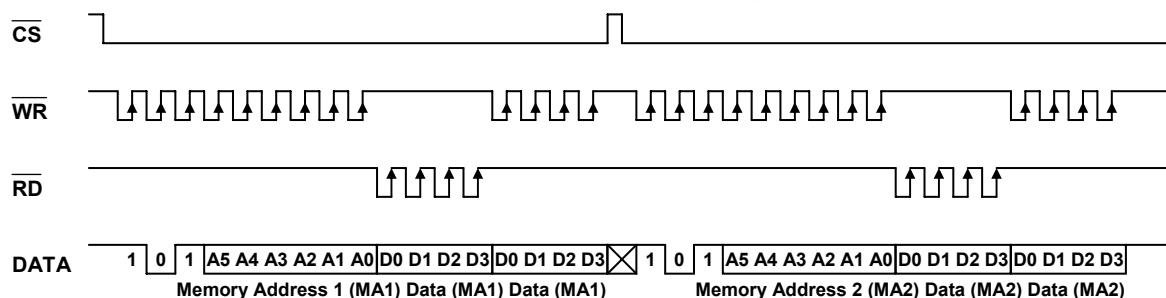 CS
WR
RD
DATA 1 0 1 A5 A4 A3 A2 A1 A0 D0 D1 D2 D3 D0 D1 D2 D3 1 0 1 A5 A4 A3 A2 A1 A0 D0 D1 D2 D3 D0 D1 D2 D3
Memory Address 1 (MA1) Data (MA1) Data (MA1) Memory Address 2 (MA2) Data (MA2) Data (MA2)